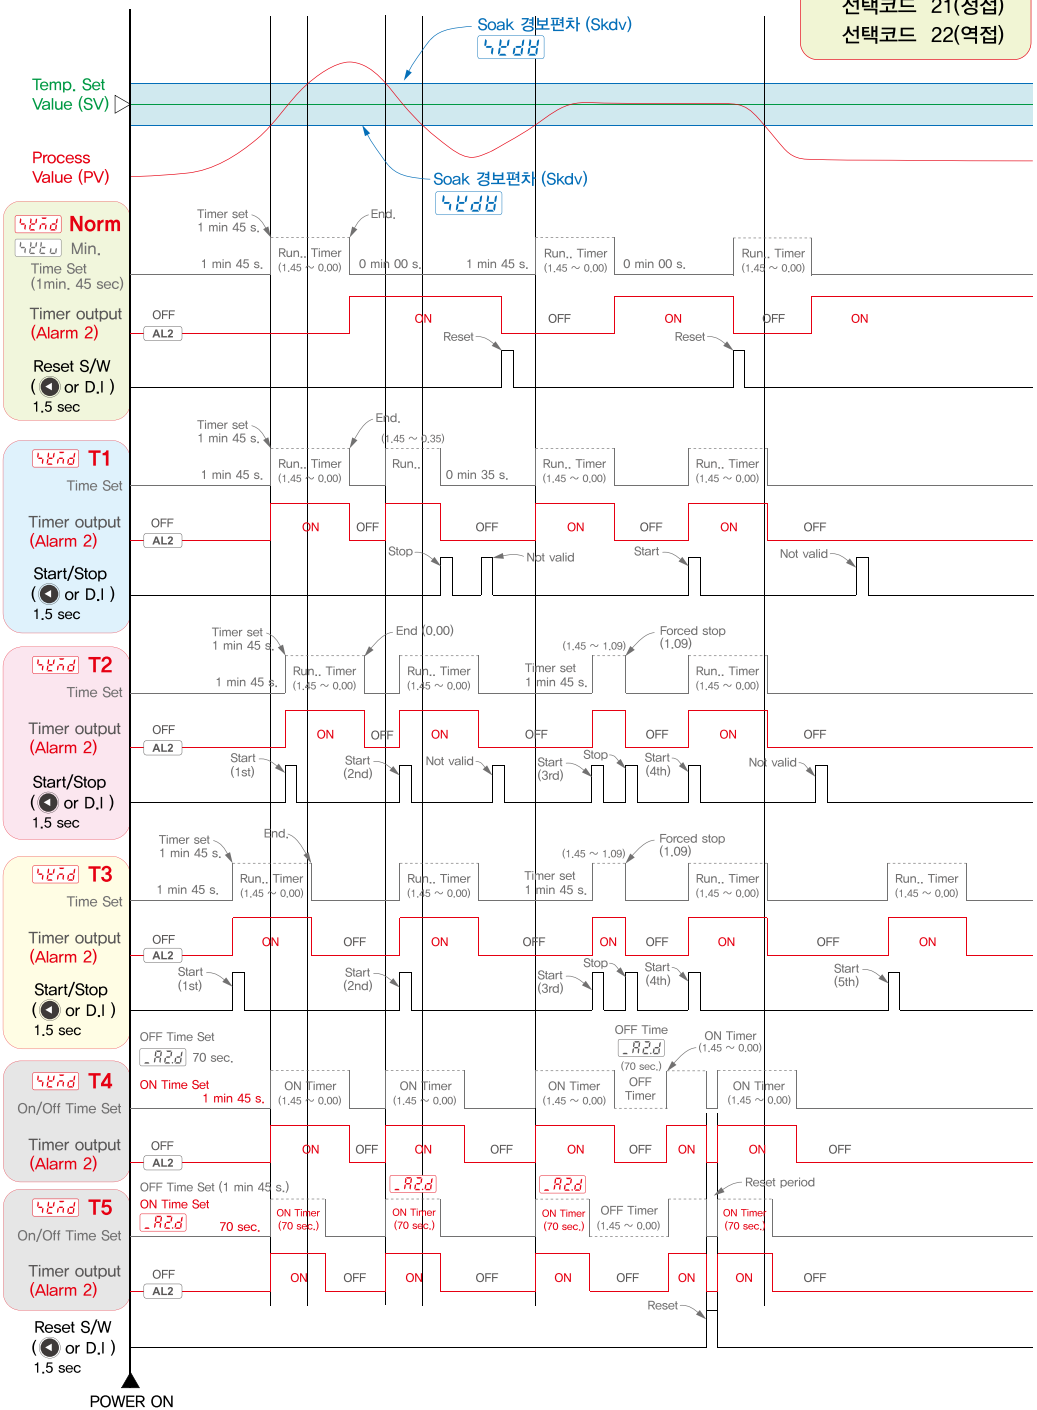 선택코드 21(정접)
선택코드 22(역접)
Soak 경보편차 (Skdv)
Temp. Set
Value (SV)
Process
Value (PV)
Soak 경보편차 (Skdv)
Norm
Min.
Time Set
(1min. 45 sec)
Timer set
1 min 45 s.
End.
1 min 45 s.
Run.. Timer
(1.45 ~ 0.00)
0 min 00 s.
1 min 45 s.
Run.. Timer
(1.45 ~ 0.00)
0 min 00 s.
Run.. Timer
(1.45 ~ 0.00)
Timer output
(Alarm 2)
OFF
AL2
ON
OFF
ON
OFF
ON
Reset S/W
(◀ or D.I )
1.5 sec
Reset
Reset
T1
Time Set
Timer set
1 min 45 s.
End.
(1.45 ~ 0.35)
1 min 45 s.
Run.. Timer
(1.45 ~ 0.00)
Run..
0 min 35 s.
Run.. Timer
(1.45 ~ 0.00)
Run.. Timer
(1.45 ~ 0.00)
Timer output
(Alarm 2)
OFF
AL2
ON
OFF
OFF
ON
OFF
ON
OFF
Start/Stop
(◀ or D.I )
1.5 sec
Stop
Not valid
Start
Not valid
T2
Time Set
Timer set
1 min 45 s.
End (0.00)
(1.45 ~ 1.09)
Forced stop
(1.09)
1 min 45 s.
Run.. Timer
(1.45 ~ 0.00)
Run.. Timer
(1.45 ~ 0.00)
Timer set
1 min 45 s.
Run.. Timer
(1.45 ~ 0.00)
Timer output
(Alarm 2)
OFF
AL2
ON
OFF
ON
OFF
OFF
ON
OFF
Start/Stop
(◀ or D.I )
1.5 sec
Start
(1st)
Start
(2nd)
Not valid
Start
(3rd)
Stop
Start
(4th)
Not valid
T3
Time Set
Timer set
1 min 45 s.
End.
(1.45 ~ 1.09)
Forced stop
(1.09)
1 min 45 s.
Run.. Timer
(1.45 ~ 0.00)
Run.. Timer
(1.45 ~ 0.00)
Timer set
1 min 45 s.
Run.. Timer
(1.45 ~ 0.00)
Run.. Timer
(1.45 ~ 0.00)
Timer output
(Alarm 2)
OFF
AL2
ON
OFF
ON
OFF
ON
OFF
ON
OFF
ON
Start/Stop
(◀ or D.I )
1.5 sec
Start
(1st)
Start
(2nd)
Start
(3rd)
Stop
Start
(4th)
Start
(5th)
T4
On/Off Time Set
OFF Time Set
_A2.d 70 sec.
ON Time Set
1 min 45 s.
ON Timer
(1.45 ~ 0.00)
ON Timer
(1.45 ~ 0.00)
ON Timer
(1.45 ~ 0.00)
OFF Time
_A2.d
(70 sec.)
OFF
Timer
ON Timer
(1.45 ~ 0.00)
ON Timer
(1.45 ~ 0.00)
Timer output
(Alarm 2)
OFF
AL2
ON
OFF
ON
OFF
ON
OFF
ON
ON
OFF
T5
On/Off Time Set
OFF Time Set (1 min 45 s.)
ON Time Set
_A2.d
70 sec.
ON Timer
(70 sec.)
_A2.d
ON Timer
(70 sec.)
_A2.d
ON Timer
(70 sec.)
OFF Timer
(1.45 ~ 0.00)
Reset period
ON Timer
(70 sec.)
Timer output
(Alarm 2)
OFF
AL2
ON
OFF
ON
OFF
ON
OFF
ON
ON
OFF
Reset S/W
(◀ or D.I )
1.5 sec
Reset
POWER ON